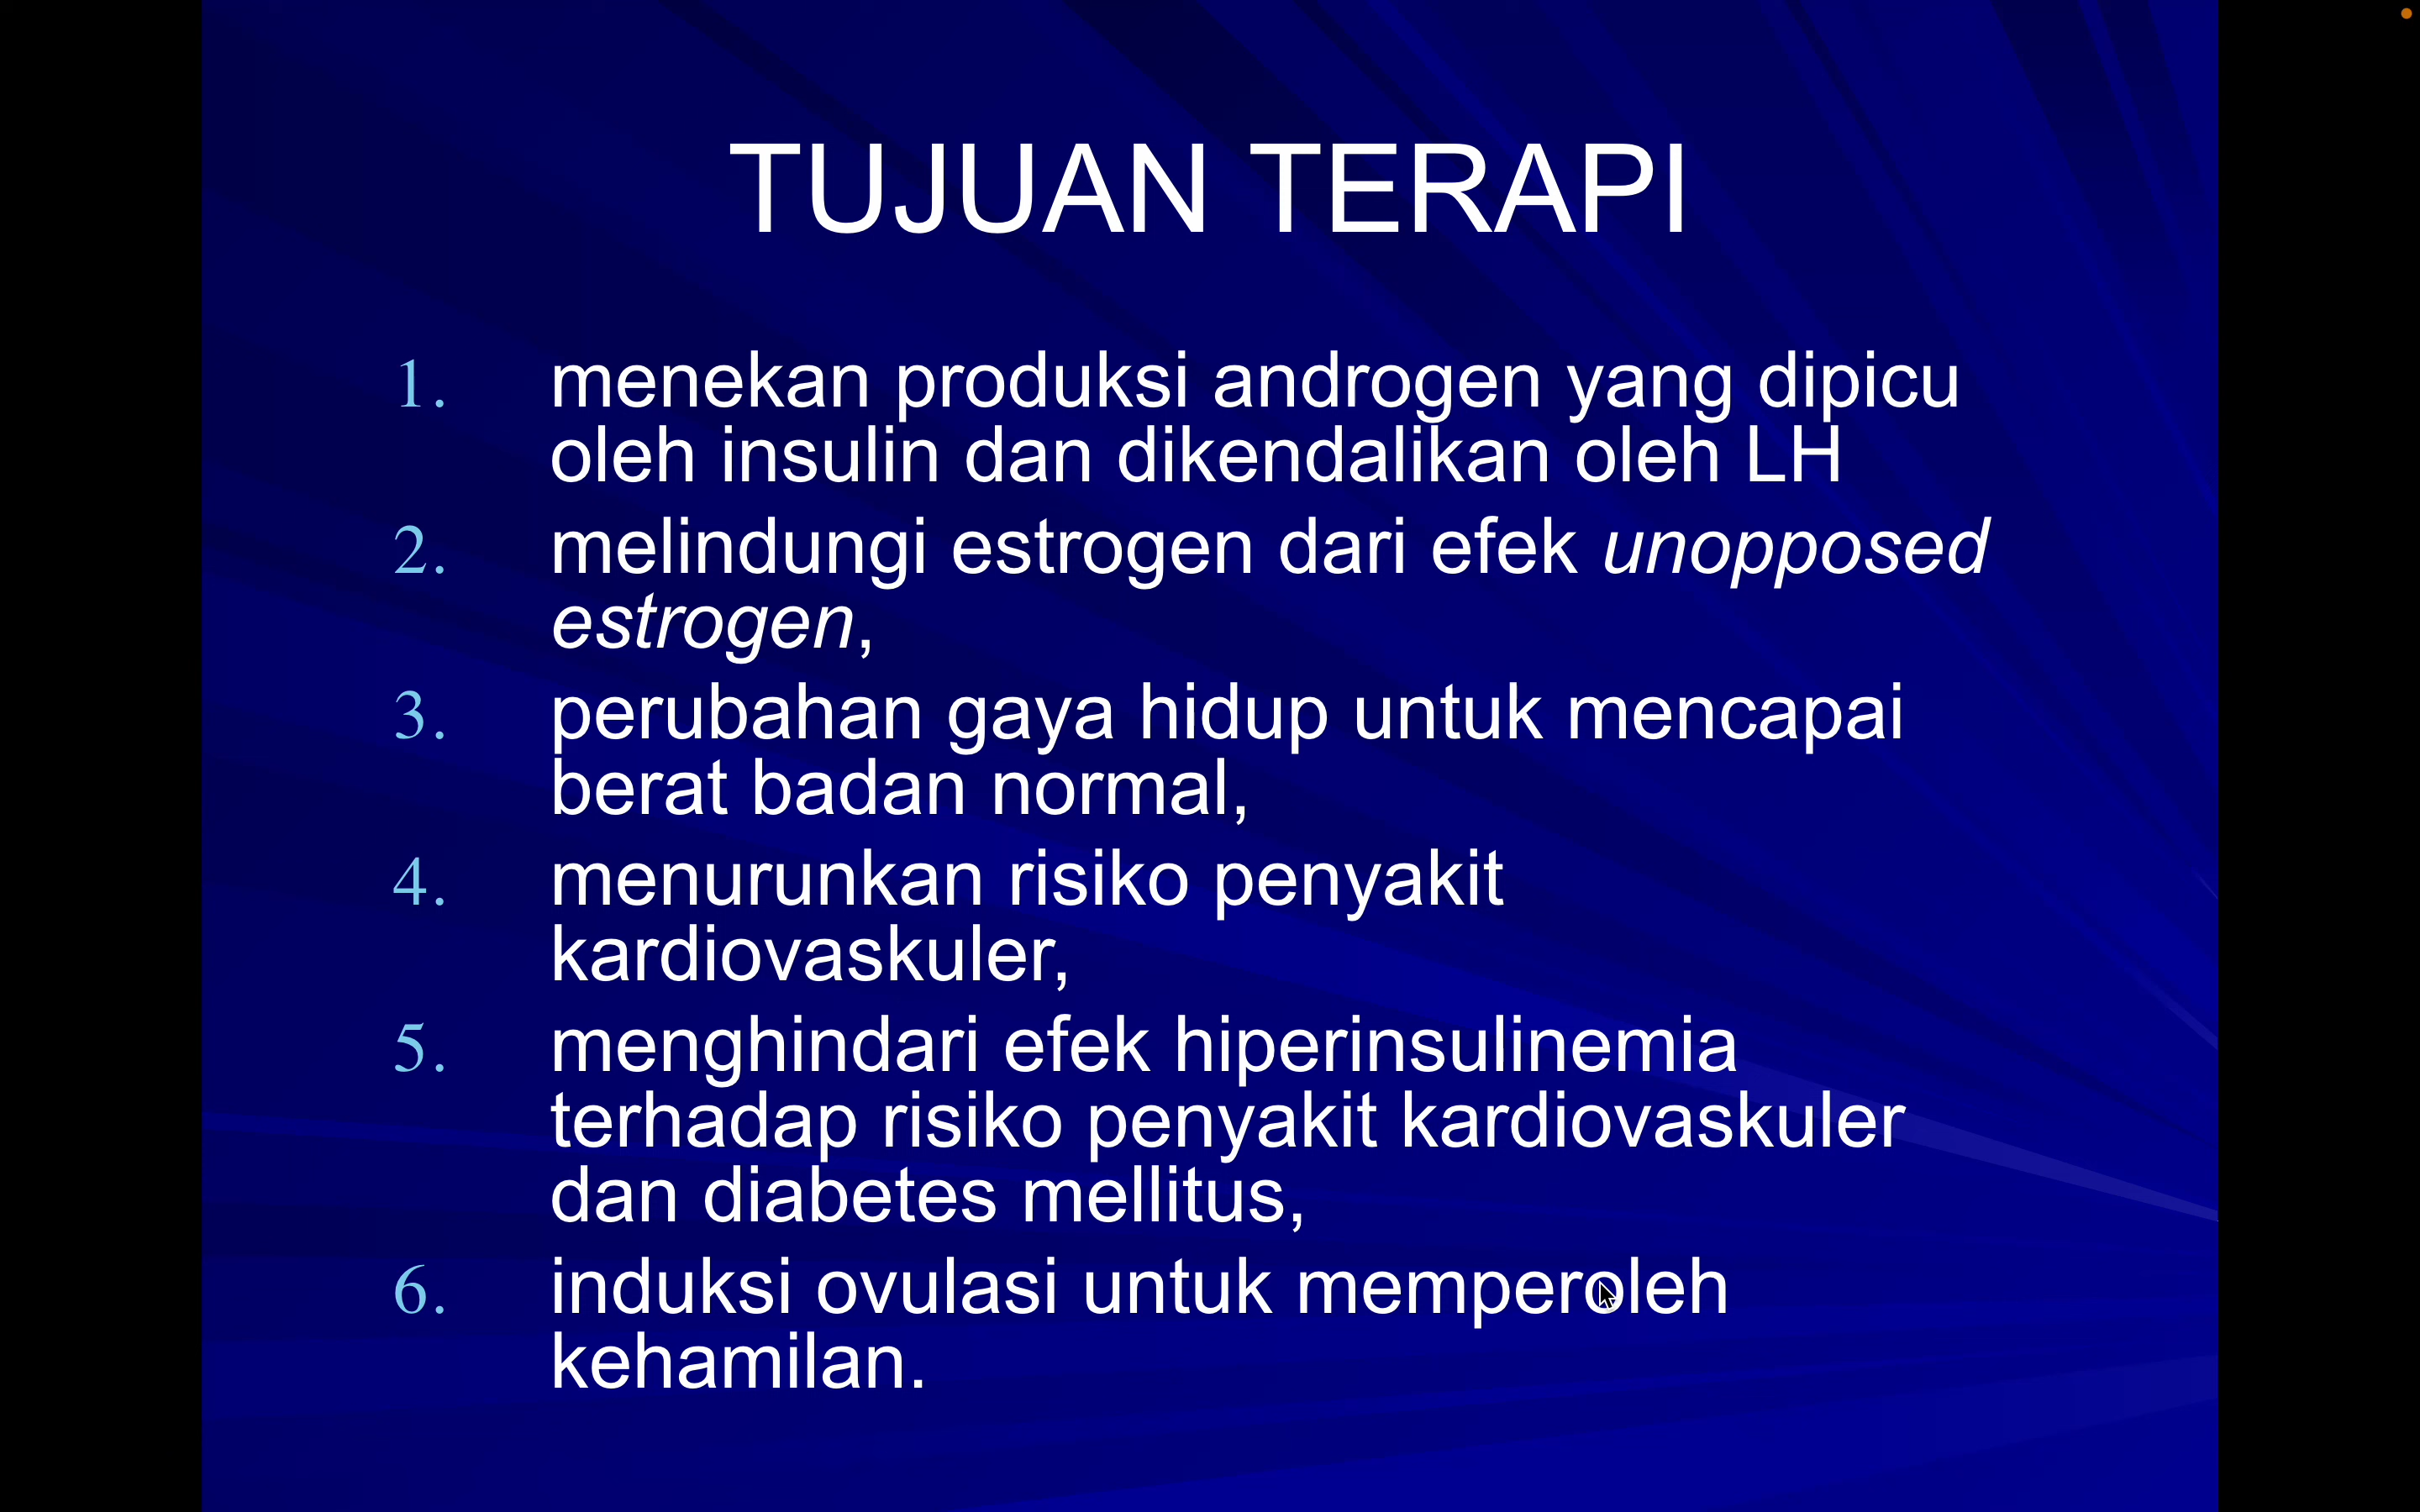 TUJUAN TERAPI
1. menekan produksi androgen yang dipicu
oleh insulin dan dikendalikan oleh LH
2. melindungi estrogen dari efek unopposed
estrogen,
3. perubahan gaya hidup untuk mencapai
berat badan normal,
4. menurunkan risiko penyakit
kardiovaskuler,
5. menghindari efek hiperinsulinemia
terhadap risiko penyakit kardiovaskuler
dan diabetes mellitus,
6. induksi ovulasi untuk memperoleh
kehamilan.